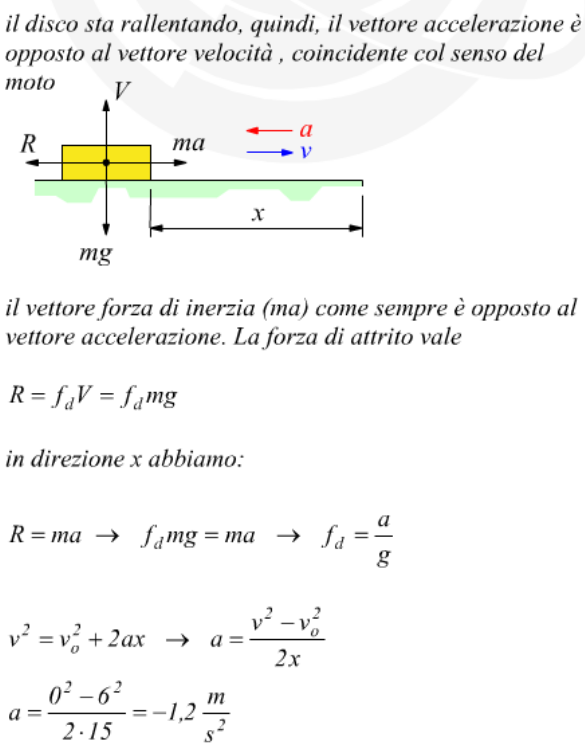 il disco sta rallentando, quindi, il vettore accelerazione è
opposto al vettore velocità , coincidente col senso del
moto
V
R
ma
a
v
x
mg
il vettore forza di inerzia (ma) come sempre è opposto al
vettore accelerazione. La forza di attrito vale
R = f_d V = f_d mg
in direzione x abbiamo:
R = ma → f_d mg = ma → f_d = a/g
v² = v_o² + 2ax → a = (v² − v_o²)/2x
a = (0² − 6²)/(2·15) = −1,2 m/s²